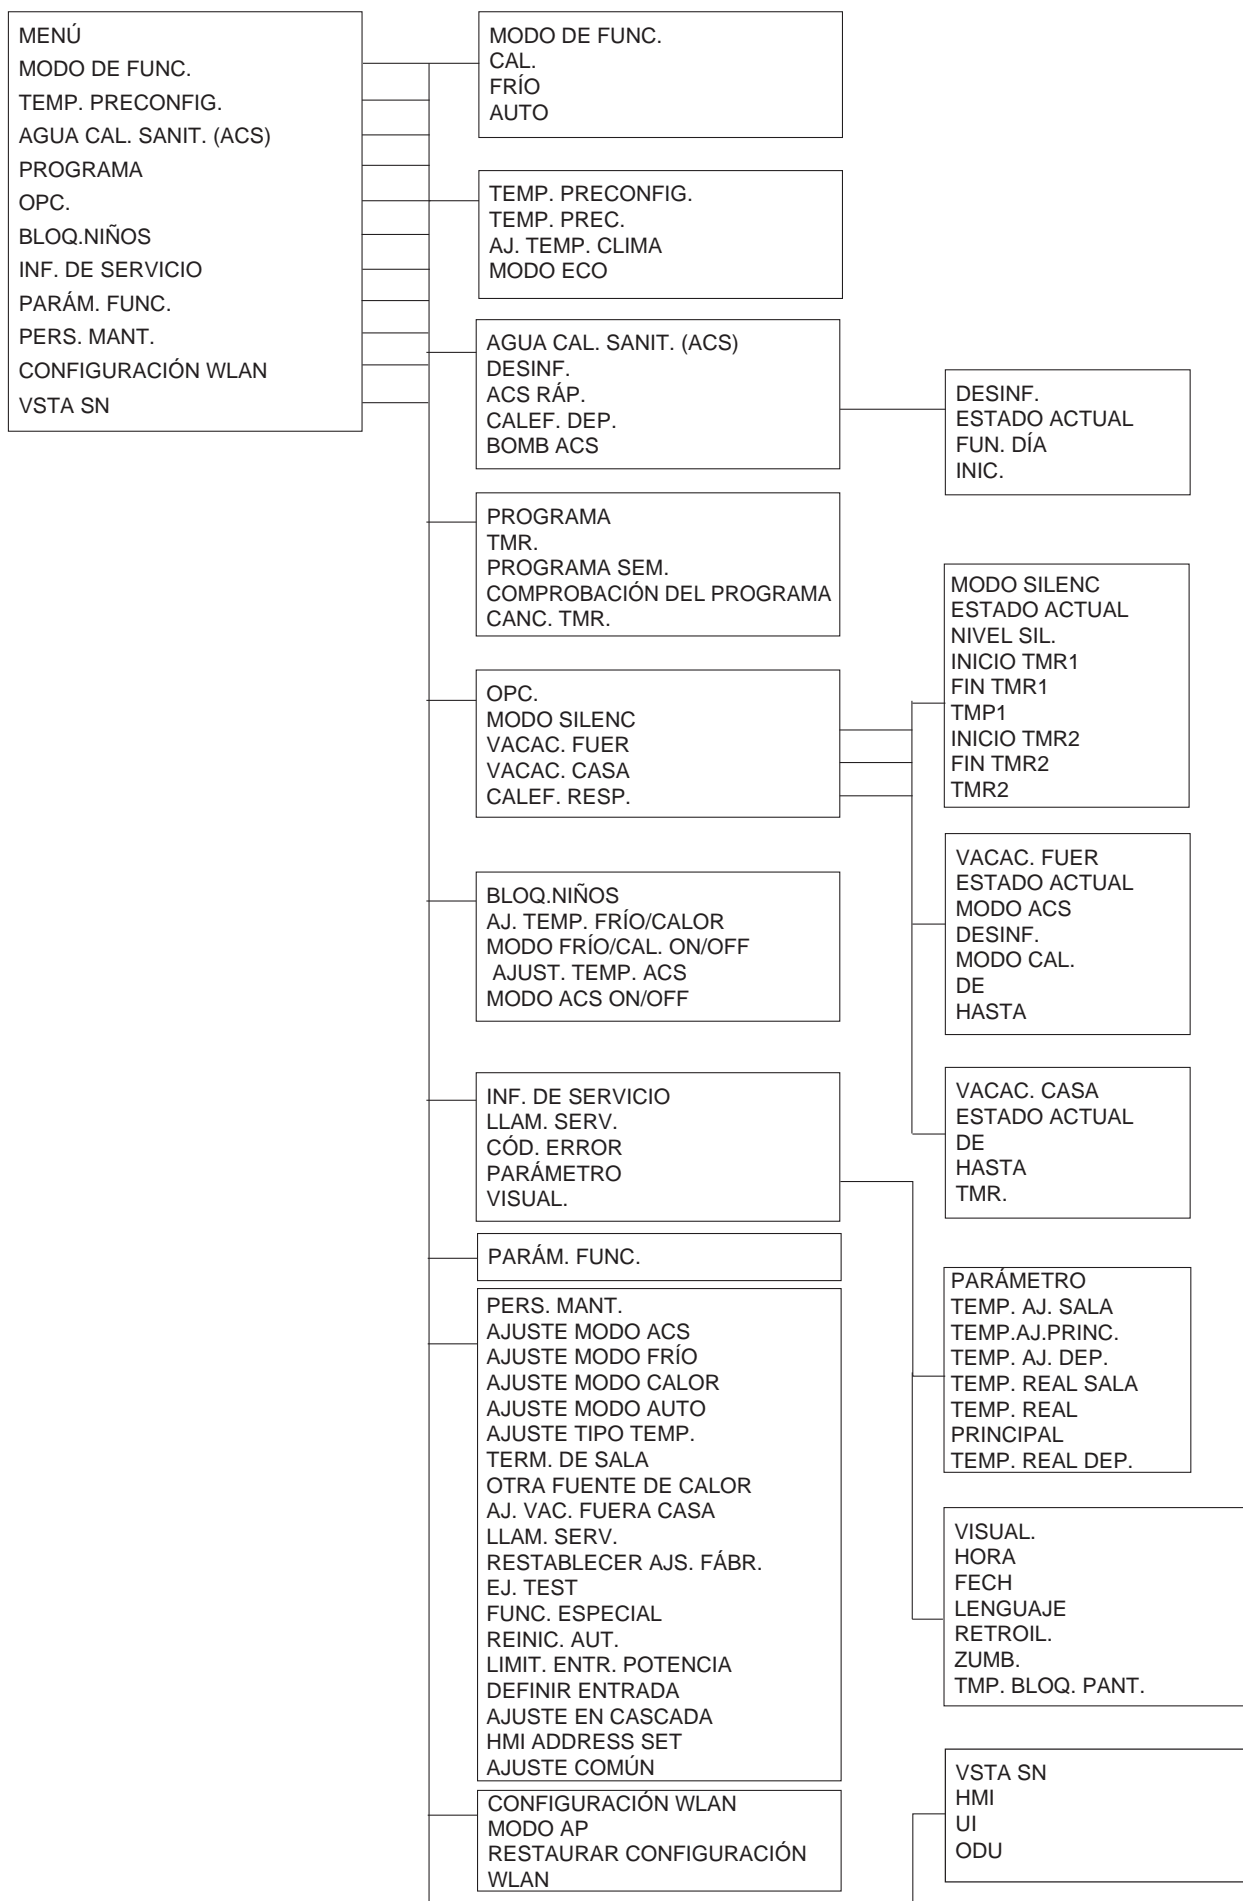 MENÚ
MODO DE FUNC.
TEMP. PRECONFIG.
AGUA CAL. SANIT. (ACS)
PROGRAMA
OPC.
BLOQ.NIÑOS
INF. DE SERVICIO
PARÁM. FUNC.
PERS. MANT.
CONFIGURACIÓN WLAN
VSTA SN
MODO DE FUNC.
CAL.
FRÍO
AUTO
TEMP. PRECONFIG.
TEMP. PREC.
AJ. TEMP. CLIMA
MODO ECO
AGUA CAL. SANIT. (ACS)
DESINF.
ACS RÁP.
CALEF. DEP.
BOMB ACS
DESINF.
ESTADO ACTUAL
FUN. DÍA
INIC.
PROGRAMA
TMR.
PROGRAMA SEM.
COMPROBACIÓN DEL PROGRAMA
CANC. TMR.
OPC.
MODO SILENC
VACAC. FUER
VACAC. CASA
CALEF. RESP.
MODO SILENC
ESTADO ACTUAL
NIVEL SIL.
INICIO TMR1
FIN TMR1
TMP1
INICIO TMR2
FIN TMR2
TMR2
VACAC. FUER
ESTADO ACTUAL
MODO ACS
DESINF.
MODO CAL.
DE
HASTA
VACAC. CASA
ESTADO ACTUAL
DE
HASTA
TMR.
BLOQ.NIÑOS
AJ. TEMP. FRÍO/CALOR
MODO FRÍO/CAL. ON/OFF
AJUST. TEMP. ACS
MODO ACS ON/OFF
INF. DE SERVICIO
LLAM. SERV.
CÓD. ERROR
PARÁMETRO
VISUAL.
PARÁMETRO
TEMP. AJ. SALA
TEMP.AJ.PRINC.
TEMP. AJ. DEP.
TEMP. REAL SALA
TEMP. REAL
PRINCIPAL
TEMP. REAL DEP.
VISUAL.
HORA
FECH
LENGUAJE
RETROIL.
ZUMB.
TMP. BLOQ. PANT.
PARÁM. FUNC.
PERS. MANT.
AJUSTE MODO ACS
AJUSTE MODO FRÍO
AJUSTE MODO CALOR
AJUSTE MODO AUTO
AJUSTE TIPO TEMP.
TERM. DE SALA
OTRA FUENTE DE CALOR
AJ. VAC. FUERA CASA
LLAM. SERV.
RESTABLECER AJS. FÁBR.
EJ. TEST
FUNC. ESPECIAL
REINIC. AUT.
LIMIT. ENTR. POTENCIA
DEFINIR ENTRADA
AJUSTE EN CASCADA
HMI ADDRESS SET
AJUSTE COMÚN
CONFIGURACIÓN WLAN
MODO AP
RESTAURAR CONFIGURACIÓN
WLAN
VSTA SN
HMI
UI
ODU